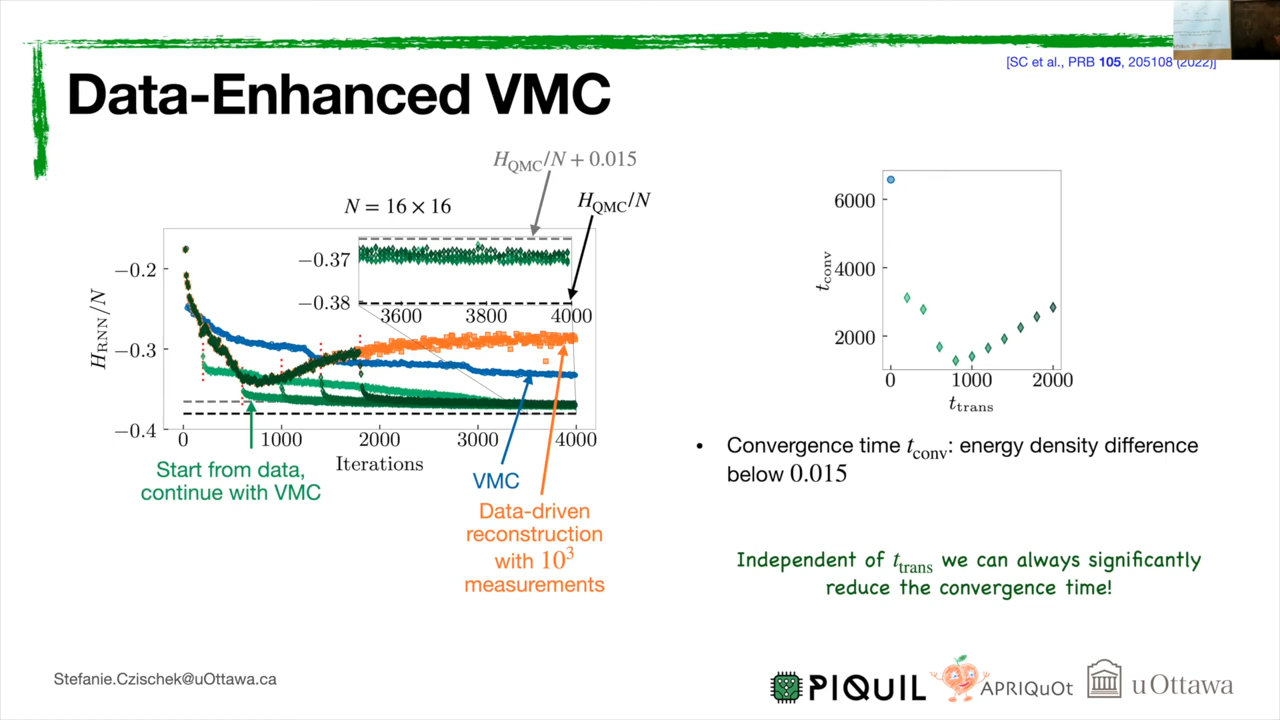 [SC et al., PRB 105, 205108 (2022)]
Data-Enhanced VMC
H_QMC/N + 0.015
H_QMC/N
N = 16 × 16
−0.37
−0.38
3600 3800 4000
−0.2
−0.3
−0.4
H_RNN/N
0 1000 2000 3000 4000
Iterations
Start from data,
continue with VMC
VMC
Data-driven
reconstruction
with 10³
measurements
6000
4000
2000
t_conv
0 1000 2000
t_trans
• Convergence time t_conv: energy density difference
below 0.015
Independent of t_trans we can always significantly
reduce the convergence time!
Stefanie.Czischek@uOttawa.ca
PIQUIL
APRIQuOt
uOttawa